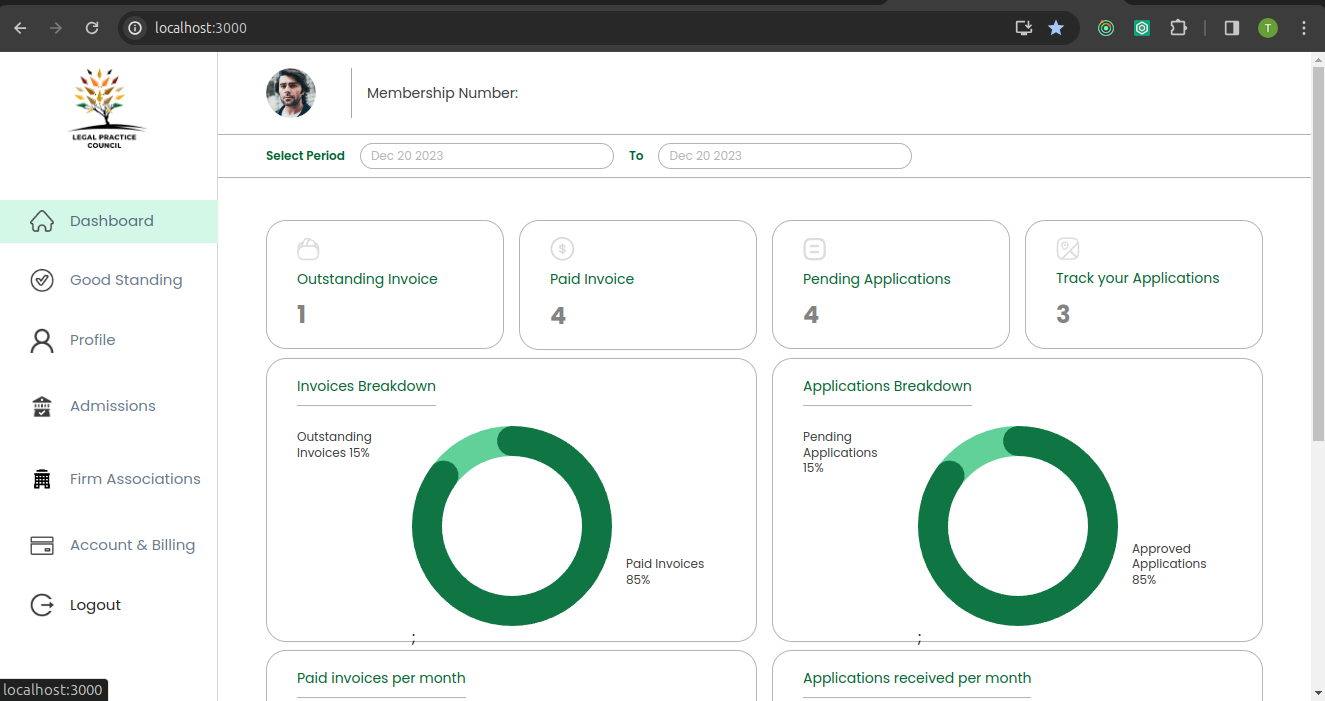 localhost:3000
T
LEGAL PRACTICE
COUNCIL
Membership Number:
Select Period
Dec 20 2023
To
Dec 20 2023
Dashboard
Good Standing
Profile
Admissions
Firm Associations
Account & Billing
Logout
Outstanding Invoice
1
$
Paid Invoice
4
Pending Applications
4
Track your Applications
3
Invoices Breakdown
Outstanding
Invoices 15%
Paid Invoices
85%
;
Applications Breakdown
Pending
Applications
15%
Approved
Applications
85%
;
Paid invoices per month
Applications received per month
localhost:3000